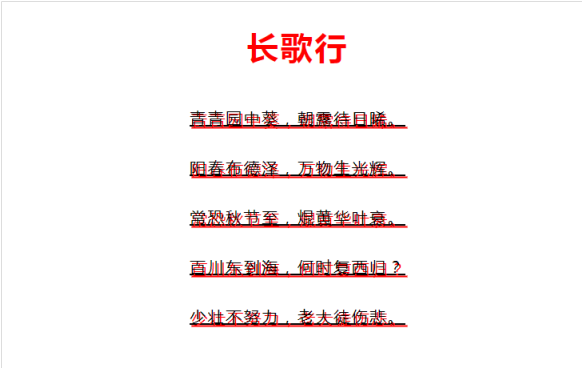 长歌行
青青园中葵，朝露待日晞。
阳春布德泽，万物生光辉。
常恐秋节至，焜黄华叶衰。
百川东到海，何时复西归？
少壮不努力，老大徒伤悲。